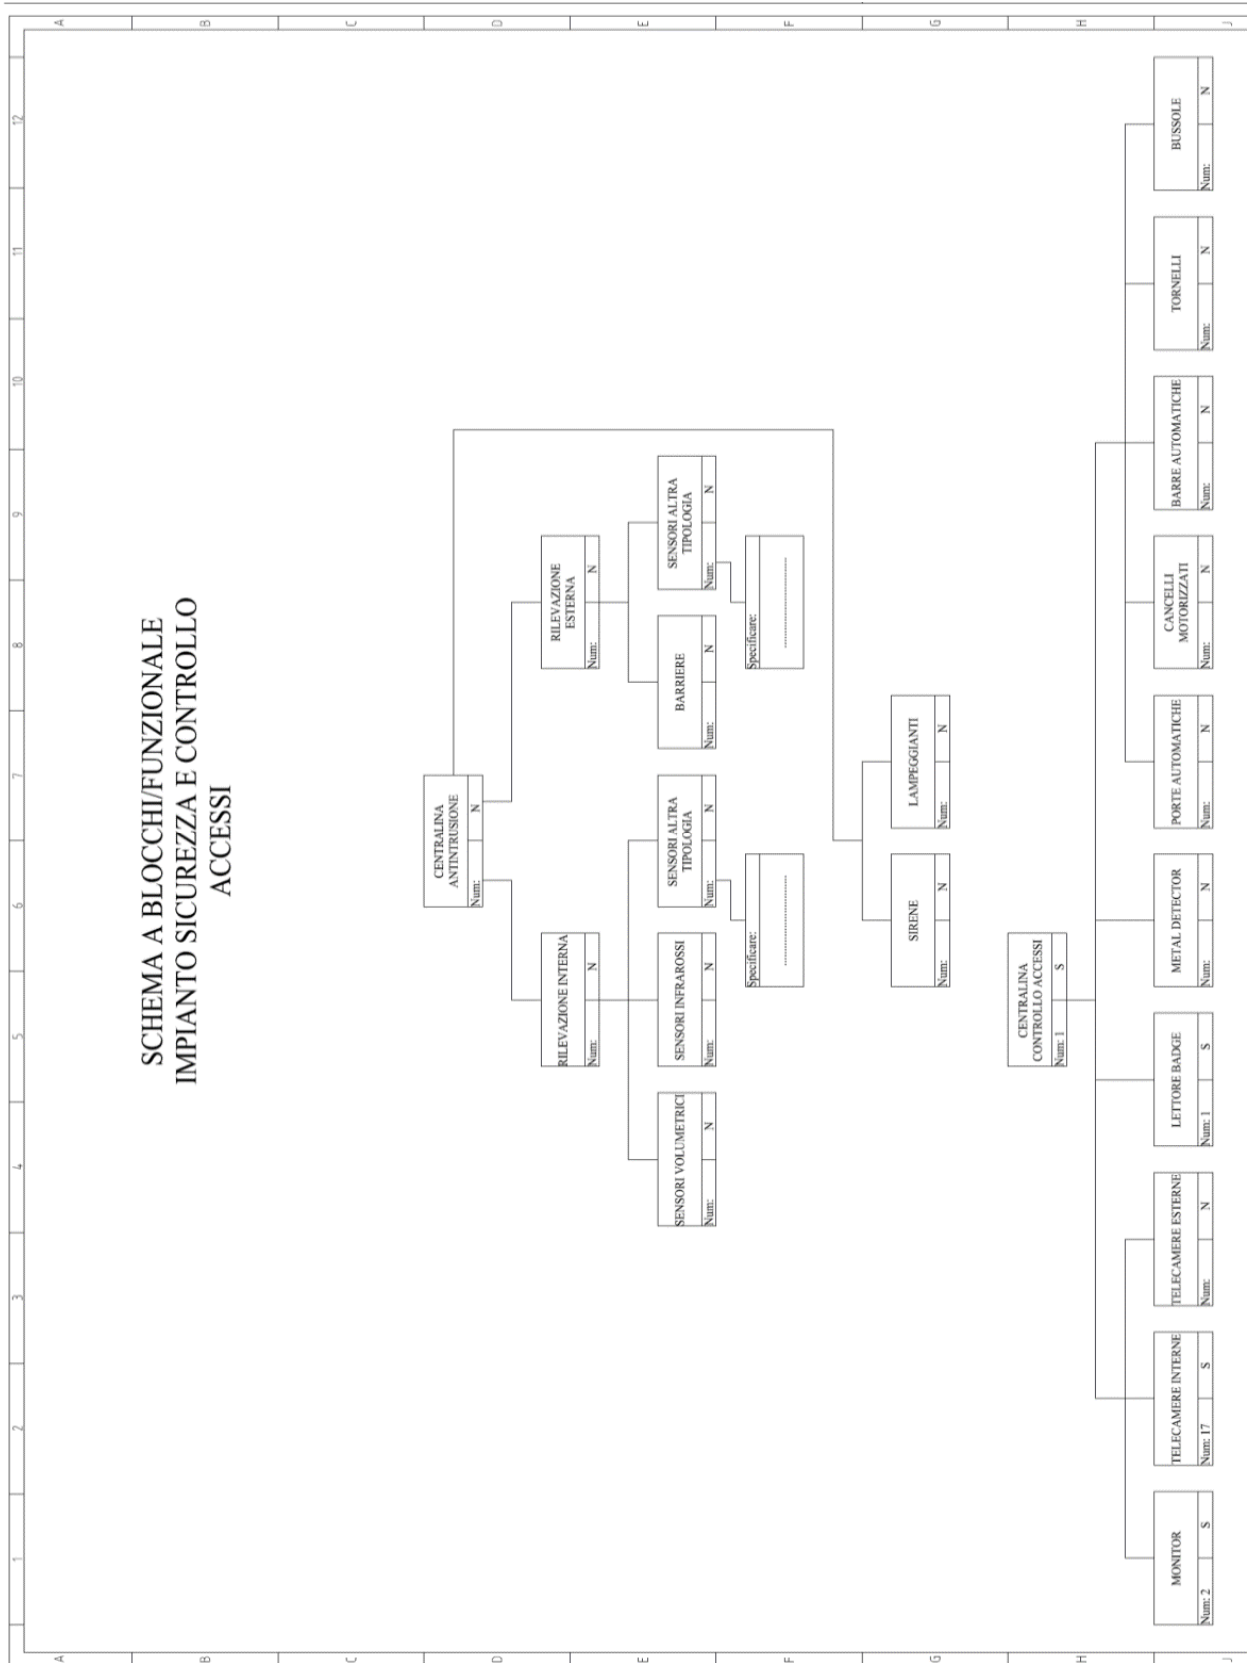 SCHEMA A BLOCCHI/FUNZIONALE
IMPIANTO SICUREZZA E CONTROLLO
ACCESSI
1
2
3
4
5
6
7
8
9
10
11
12
A
A
B
B
C
C
D
D
E
E
F
F
G
G
H
H
J
J
CENTRALINA
ANTINTRUSIONE
Num: N
RILEVAZIONE INTERNA
Num: N
RILEVAZIONE
ESTERNA
Num: N
SENSORI VOLUMETRICI
Num: N
SENSORI INFRAROSSI
Num: N
SENSORI ALTRA
TIPOLOGIA
Num: N
BARRIERE
Num: N
SENSORI ALTRA
TIPOLOGIA
Num: N
Specificare:
Specificare:
SIRENE
Num: N
LAMPEGGIANTI
Num: N
CENTRALINA
CONTROLLO ACCESSI
Num: 1 S
MONITOR
Num: 2 S
TELECAMERE INTERNE
Num: 17 S
TELECAMERE ESTERNE
Num: N
LETTORE BADGE
Num: 1 S
METAL DETECTOR
Num: N
PORTE AUTOMATICHE
Num: N
CANCELLI
MOTORIZZATI
Num: N
BARRE AUTOMATICHE
Num: N
TORNELLI
Num: N
BUSSOLE
Num: N